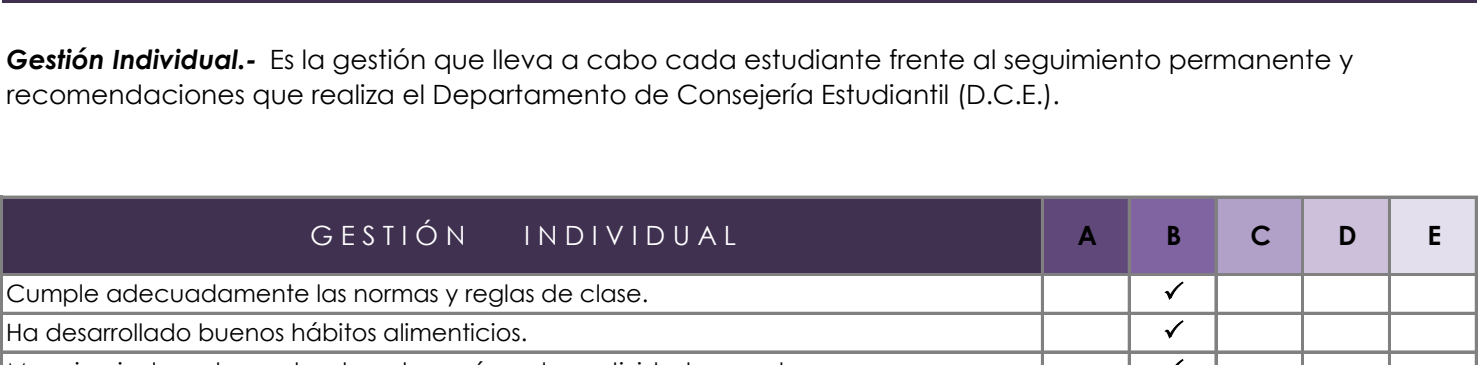 Gestión Individual.- Es la gestión que lleva a cabo cada estudiante frente al seguimiento permanente y
recomendaciones que realiza el Departamento de Consejería Estudiantil (D.C.E.).
GESTIÓN INDIVIDUAL A B C D E
Cumple adecuadamente las normas y reglas de clase. ✓
Ha desarrollado buenos hábitos alimenticios. ✓